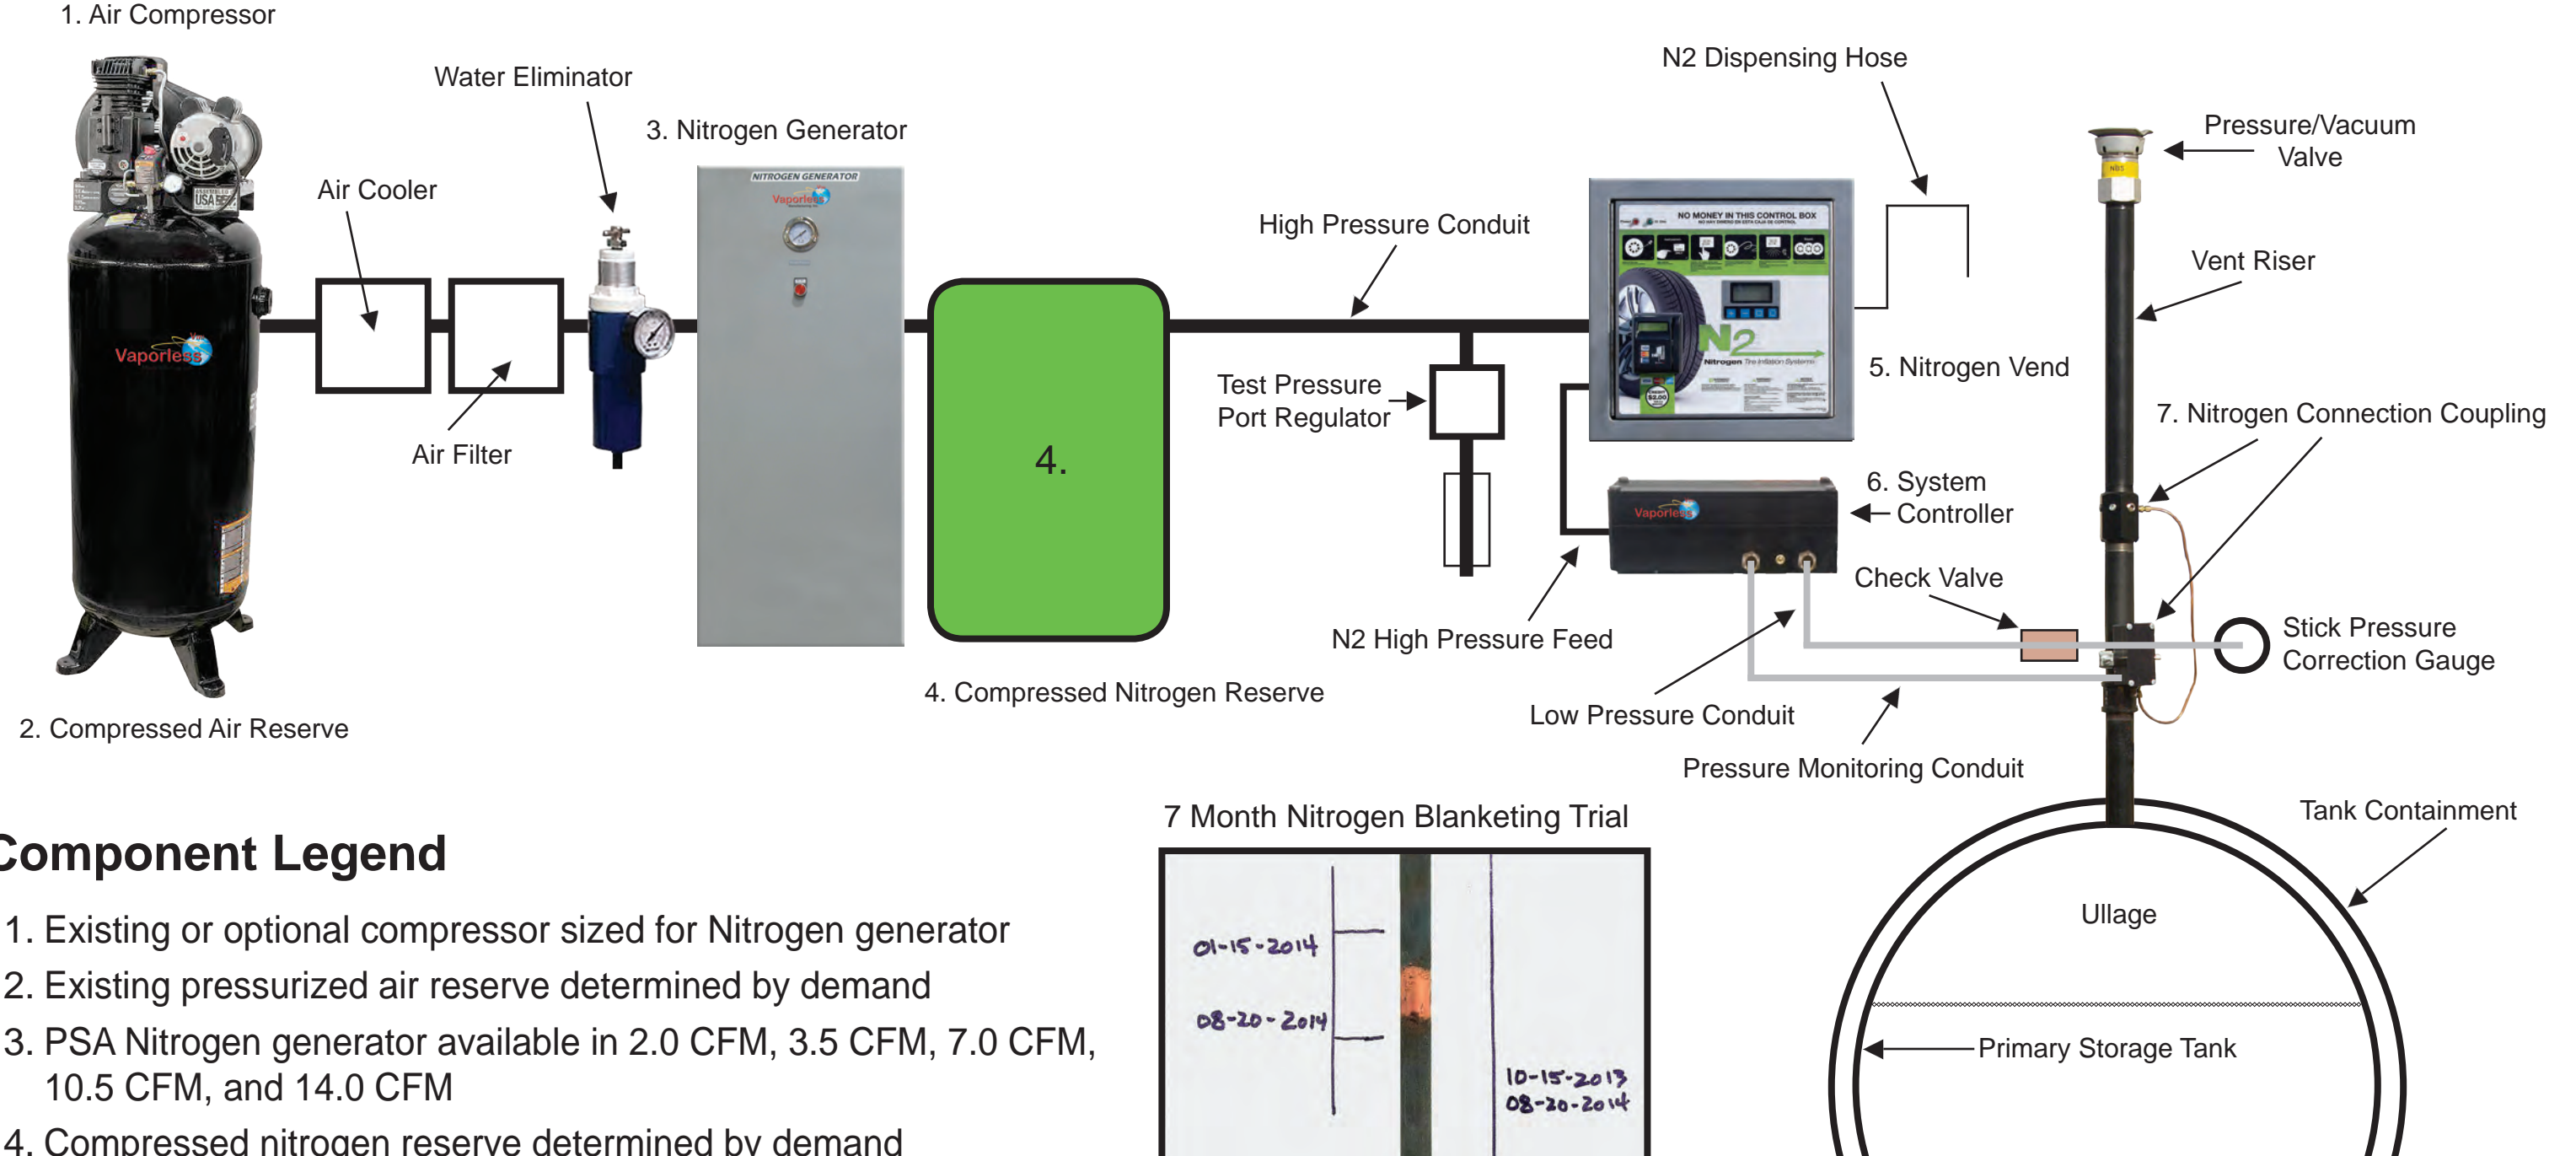 1. Air Compressor
Water Eliminator
3. Nitrogen Generator
Air Cooler
Air Filter
Vaporless
2. Compressed Air Reserve
NITROGEN GENERATOR
Vaporless
4.
4. Compressed Nitrogen Reserve
High Pressure Conduit
Test Pressure
Port Regulator
N2 Dispensing Hose
NO MONEY IN THIS CONTROL BOX
N2
Nitrogen Tire Inflation Systems
$2.00
5. Nitrogen Vend
Vaporless
6. System
Controller
N2 High Pressure Feed
Check Valve
Low Pressure Conduit
Pressure Monitoring Conduit
Pressure/Vacuum
Valve
NBS
Vent Riser
7. Nitrogen Connection Coupling
Stick Pressure
Correction Gauge
Tank Containment
Ullage
Primary Storage Tank
7 Month Nitrogen Blanketing Trial
01-15-2014
08-20-2014
10-15-2013
08-20-2014
Component Legend
1. Existing or optional compressor sized for Nitrogen generator
2. Existing pressurized air reserve determined by demand
3. PSA Nitrogen generator available in 2.0 CFM, 3.5 CFM, 7.0 CFM,
10.5 CFM, and 14.0 CFM
4. Compressed nitrogen reserve determined by demand